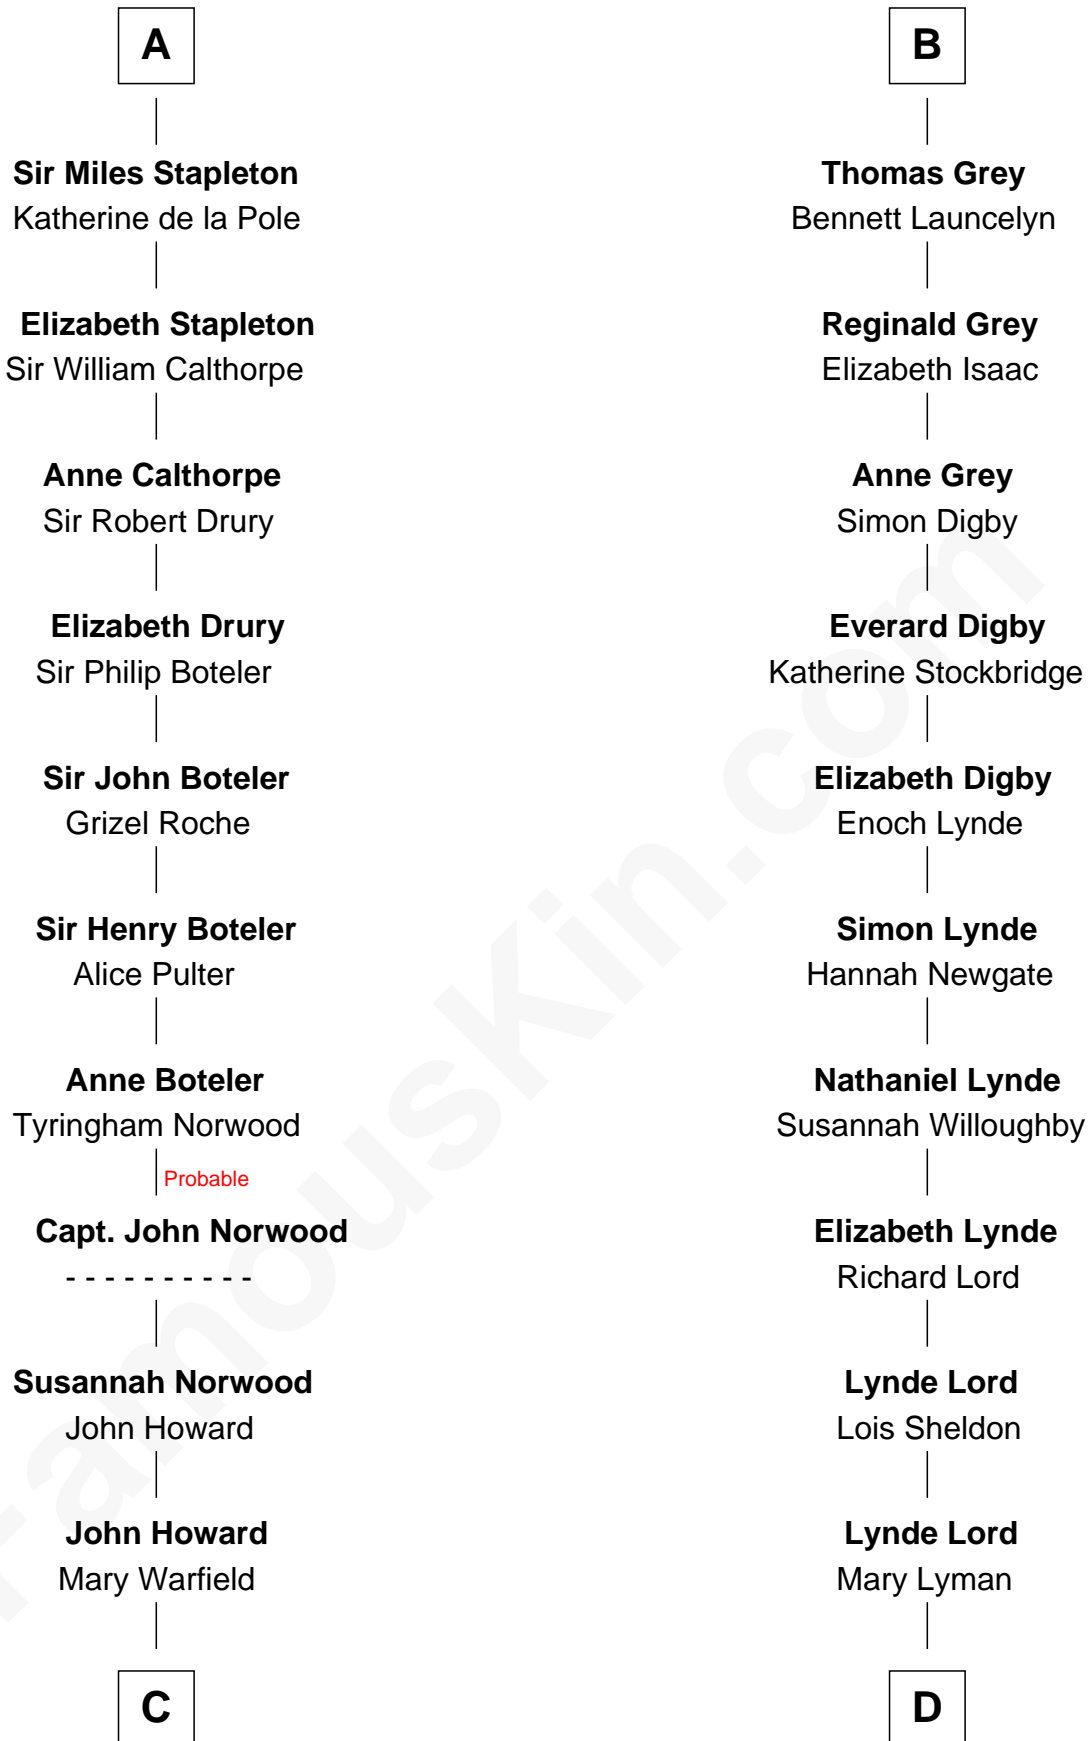 A
Sir Miles Stapleton
Katherine de la Pole
Elizabeth Stapleton
Sir William Calthorpe
Anne Calthorpe
Sir Robert Drury
Elizabeth Drury
Sir Philip Boteler
Sir John Boteler
Grizel Roche
Sir Henry Boteler
Alice Pulter
Anne Boteler
Tyringham Norwood
Probable
Capt. John Norwood
- - - - - - - - - -
Susannah Norwood
John Howard
John Howard
Mary Warfield
C
B
Thomas Grey
Bennett Launcelyn
Reginald Grey
Elizabeth Isaac
Anne Grey
Simon Digby
Everard Digby
Katherine Stockbridge
Elizabeth Digby
Enoch Lynde
Simon Lynde
Hannah Newgate
Nathaniel Lynde
Susannah Willoughby
Elizabeth Lynde
Richard Lord
Lynde Lord
Lois Sheldon
Lynde Lord
Mary Lyman
D
FamousKin.com